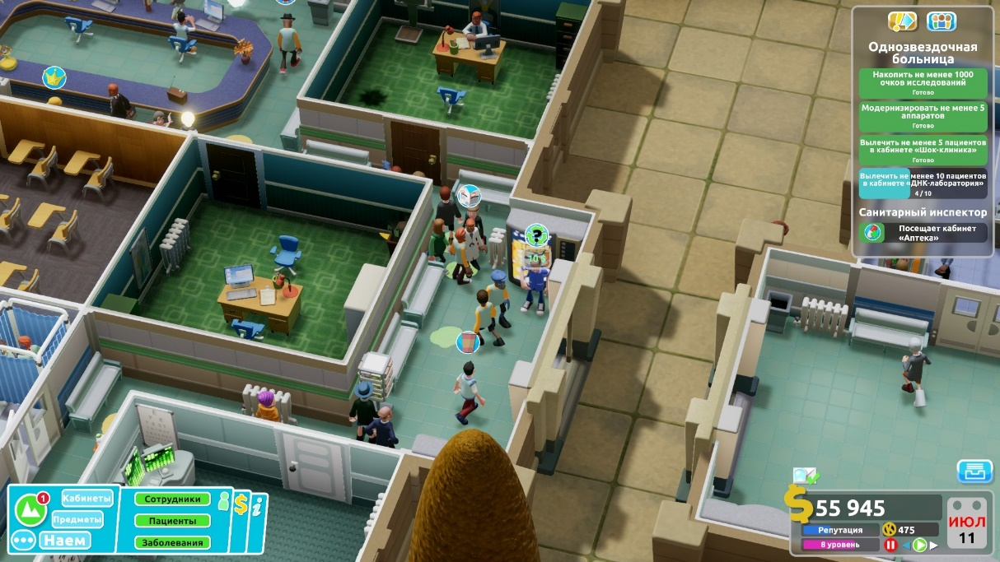 Однозвездочная
больница
Накопить не менее 1000
очков исследований
Готово
Модернизировать не менее 5
аппаратов
Готово
Вылечить не менее 5 пациентов
в кабинете «Шок-клиника»
Готово
Вылечить не менее 10 пациентов
в кабинете «ДНК-лаборатория»
4 / 10
Санитарный инспектор
Посещает кабинет
«Аптека»
?
10 $
1
Кабинеты
Предметы
Наем
Сотрудники
Пациенты
Заболевания
$
i
$ 55 945
Репутация
475
8 уровень
ИЮЛ
11